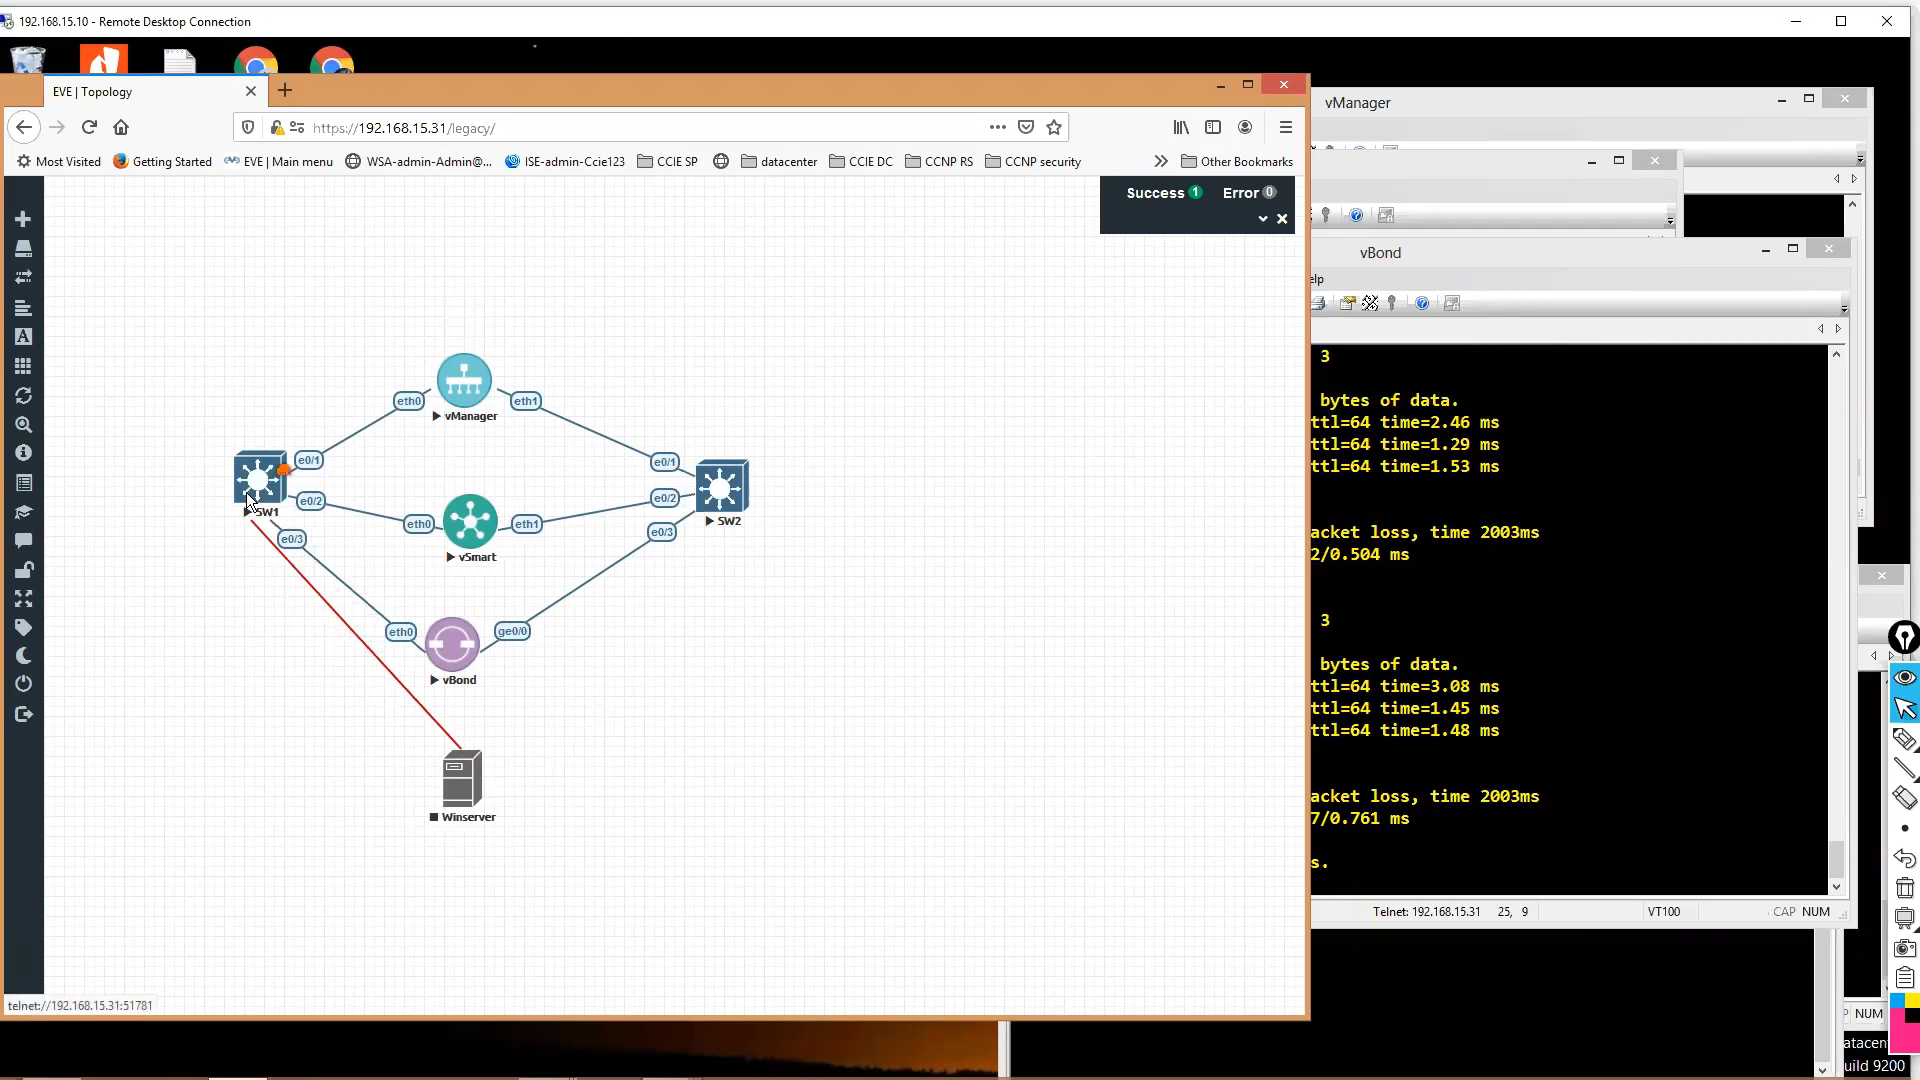 192.168.15.10 - Remote Desktop Connection
EVE | Topology
https://192.168.15.31/legacy/
Most Visited
Getting Started
EVE | Main menu
WSA-admin-Admin@...
ISE-admin-Ccie123
CCIE SP
datacenter
CCIE DC
CCNP RS
CCNP security
Other Bookmarks
Success 1
Error 0
vManager
vBond
elp
eth0
eth1
vManager
e0/1
e0/1
SW1
e0/2
eth0
eth1
e0/2
SW2
e0/3
vSmart
e0/3
eth0
ge0/0
vBond
Winserver
3
bytes of data.
ttl=64 time=2.46 ms
ttl=64 time=1.29 ms
ttl=64 time=1.53 ms
acket loss, time 2003ms
2/0.504 ms
3
bytes of data.
ttl=64 time=3.08 ms
ttl=64 time=1.45 ms
ttl=64 time=1.48 ms
acket loss, time 2003ms
7/0.761 ms
s.
Telnet: 192.168.15.31
25, 9
VT100
CAP NUM
telnet://192.168.15.31:51781
P NUM
atacen
uild 9200